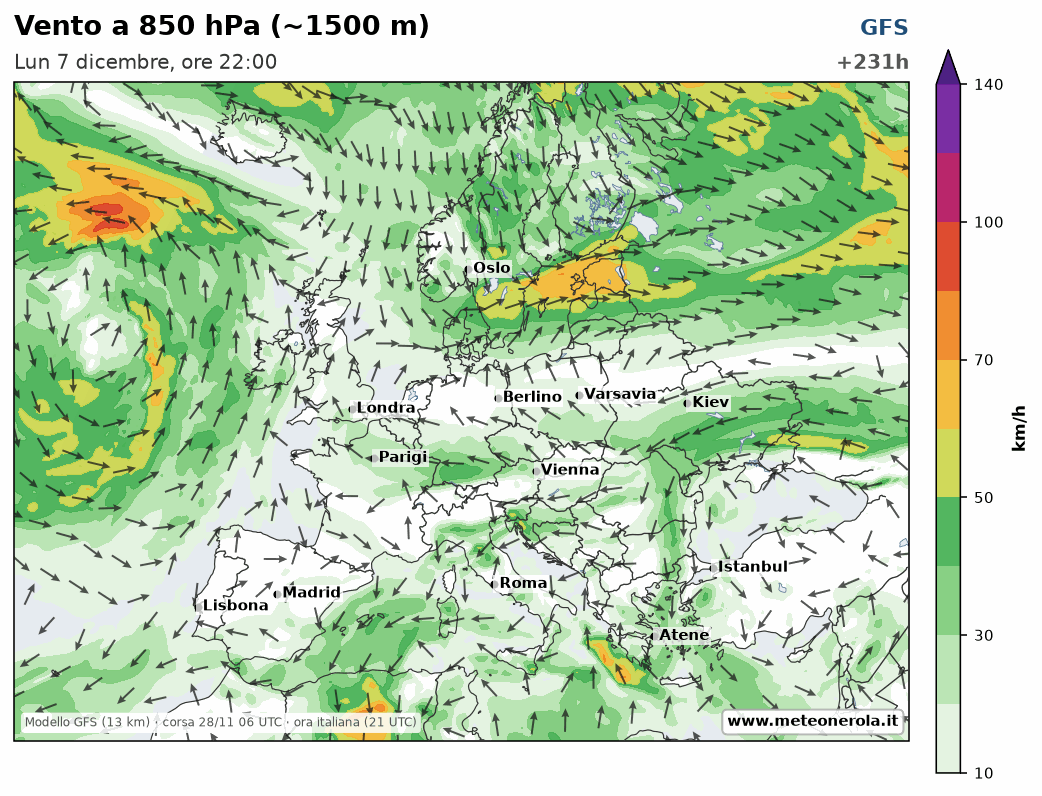 Vento a 850 hPa (~1500 m)
GFS
Lun 7 dicembre, ore 22:00
+231h
140
100
70
50
30
10
km/h
Oslo
Londra
Berlino
Varsavia
Kiev
Parigi
Vienna
Istanbul
Roma
Madrid
Lisbona
Atene
Modello GFS (13 km) · corsa 28/11 06 UTC · ora italiana (21 UTC)
www.meteonerola.it